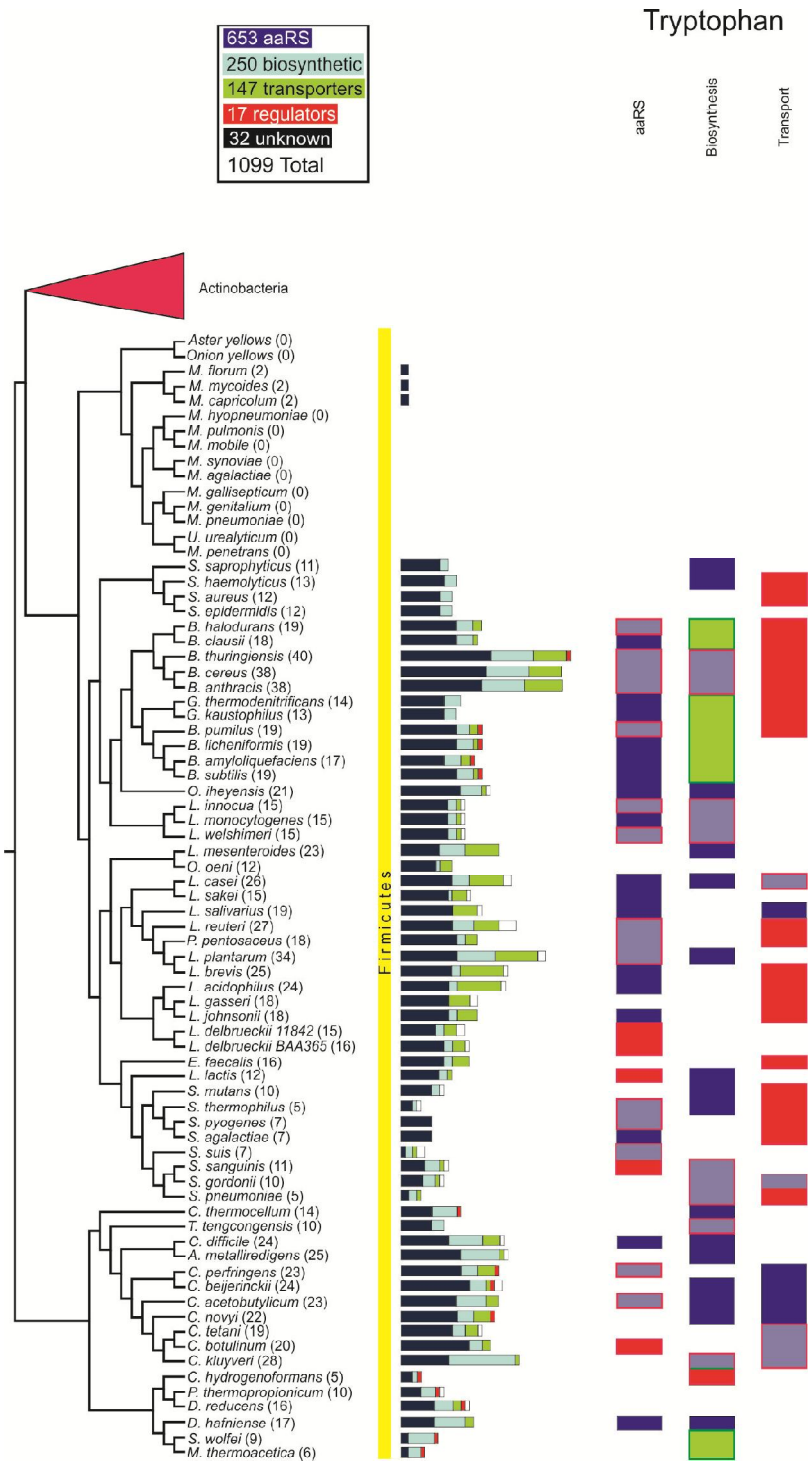 Tryptophan
653 aaRS
250 biosynthetic
147 transporters
17 regulators
32 unknown
1099 Total
aaRS
Biosynthesis
Transport
Actinobacteria
Firmicutes
Aster yellows (0)
Onion yellows (0)
M. florum (2)
M. mycoides (2)
M. capricolum (2)
M. hyopneumoniae (0)
M. pulmonis (0)
M. mobile (0)
M. synoviae (0)
M. agalactiae (0)
M. gallisepticum (0)
M. genitalium (0)
M. pneumoniae (0)
U. urealyticum (0)
M. penetrans (0)
S. saprophyticus (11)
S. haemolyticus (13)
S. aureus (12)
S. epidermidis (12)
B. halodurans (19)
B. clausii (18)
B. thuringiensis (40)
B. cereus (38)
B. anthracis (38)
G. thermodenitrificans (14)
G. kaustophilus (13)
B. pumilus (19)
B. licheniformis (19)
B. amyloliquefaciens (17)
B. subtilis (19)
O. iheyensis (21)
L. innocua (15)
L. monocytogenes (15)
L. welshimeri (15)
L. mesenteroides (23)
O. oeni (12)
L. casei (26)
L. sakei (15)
L. salivarius (19)
L. reuteri (27)
P. pentosaceus (18)
L. plantarum (34)
L. brevis (25)
L. acidophilus (24)
L. gasseri (18)
L. johnsonii (18)
L. delbrueckii 11842 (15)
L. delbrueckii BAA365 (16)
E. faecalis (16)
L. lactis (12)
S. mutans (10)
S. thermophilus (5)
S. pyogenes (7)
S. agalactiae (7)
S. suis (7)
S. sanguinis (11)
S. gordonii (10)
S. pneumoniae (5)
C. thermocellum (14)
T. tengcongensis (10)
C. difficile (24)
A. metalliredigens (25)
C. perfringens (23)
C. beijerinckii (24)
C. acetobutylicum (23)
C. novyi (22)
C. tetani (19)
C. botulinum (20)
C. kluyveri (28)
C. hydrogenoformans (5)
P. thermopropionicum (10)
D. reducens (16)
D. hafniense (17)
S. wolfei (9)
M. thermoacetica (6)